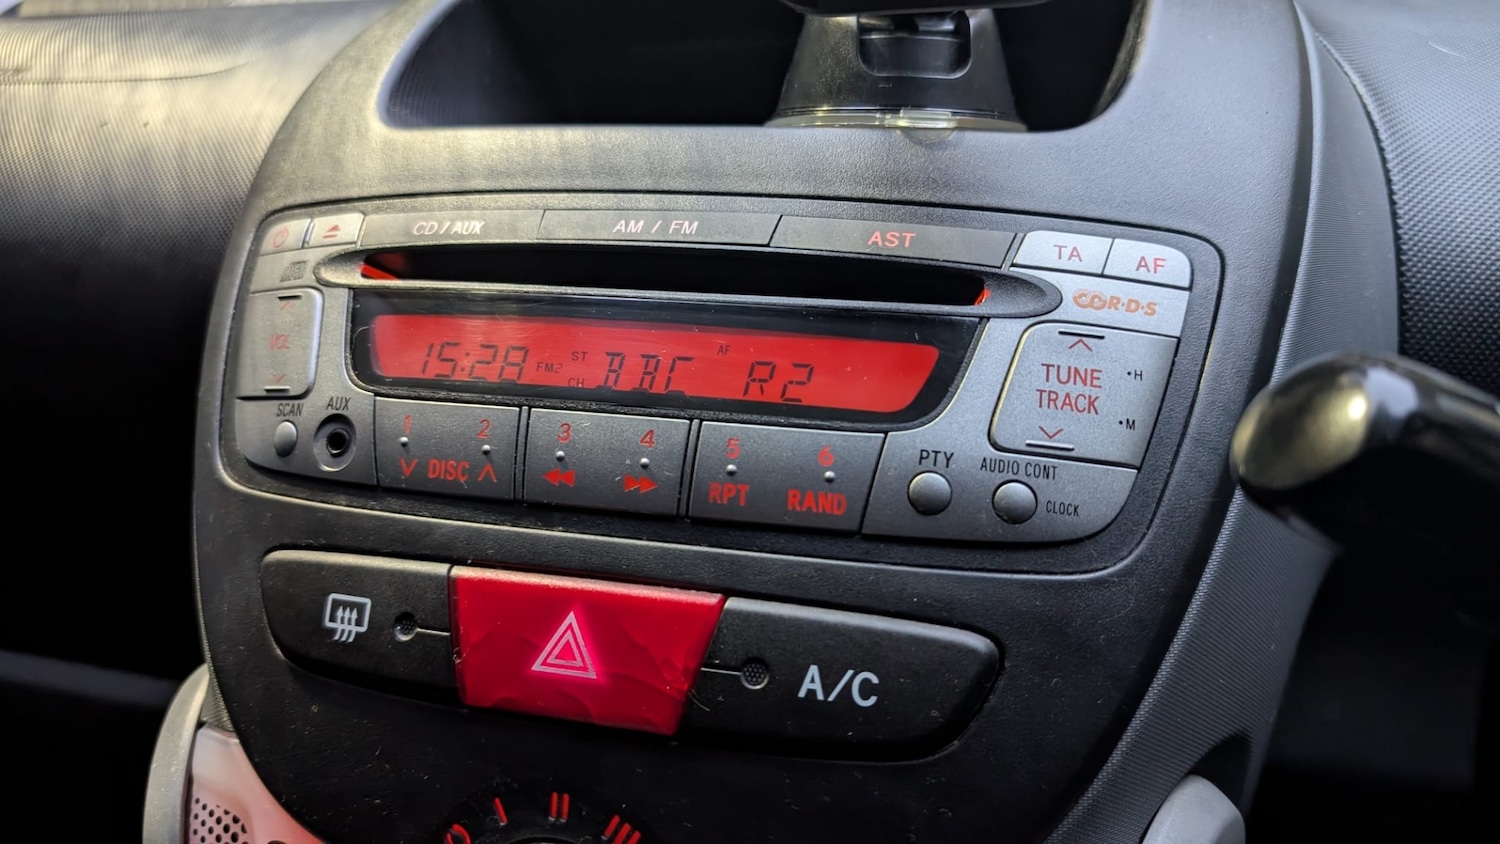 CD / AUX
AM / FM
AST
TA
AF
R·D·S
VOL
15:28
FM2
ST
CH
BBC R2
AF
TUNE
TRACK
•H
•M
SCAN
AUX
1 2
DISC
3 4
5 6
RPT RAND
PTY
AUDIO CONT
CLOCK
A/C